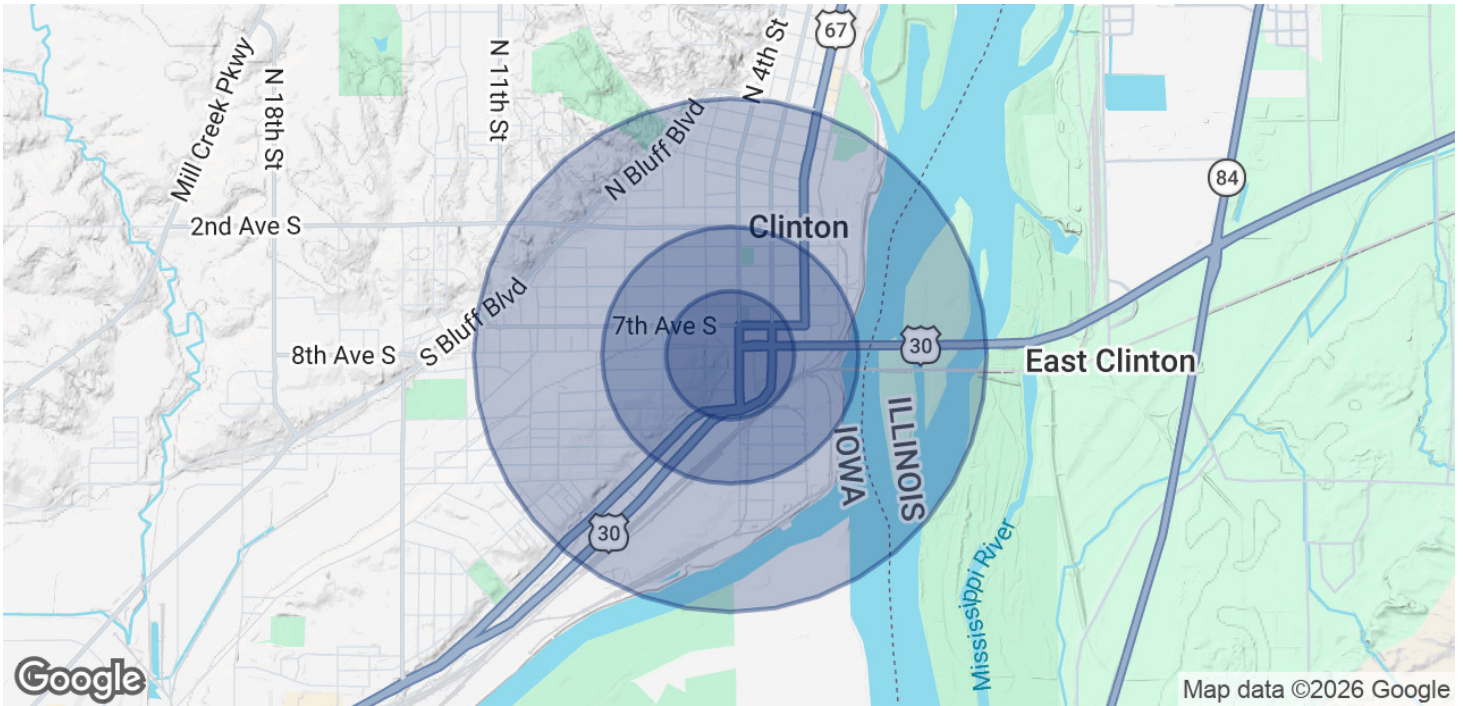 67
N 4th St
N 11th St
N 18th St
Mill Creek Pkwy
N Bluff Blvd
84
2nd Ave S
Clinton
S Bluff Blvd
7th Ave S
8th Ave S
30
East Clinton
ILLINOIS
IOWA
30
Mississippi River
Google
Map data ©2026 Google